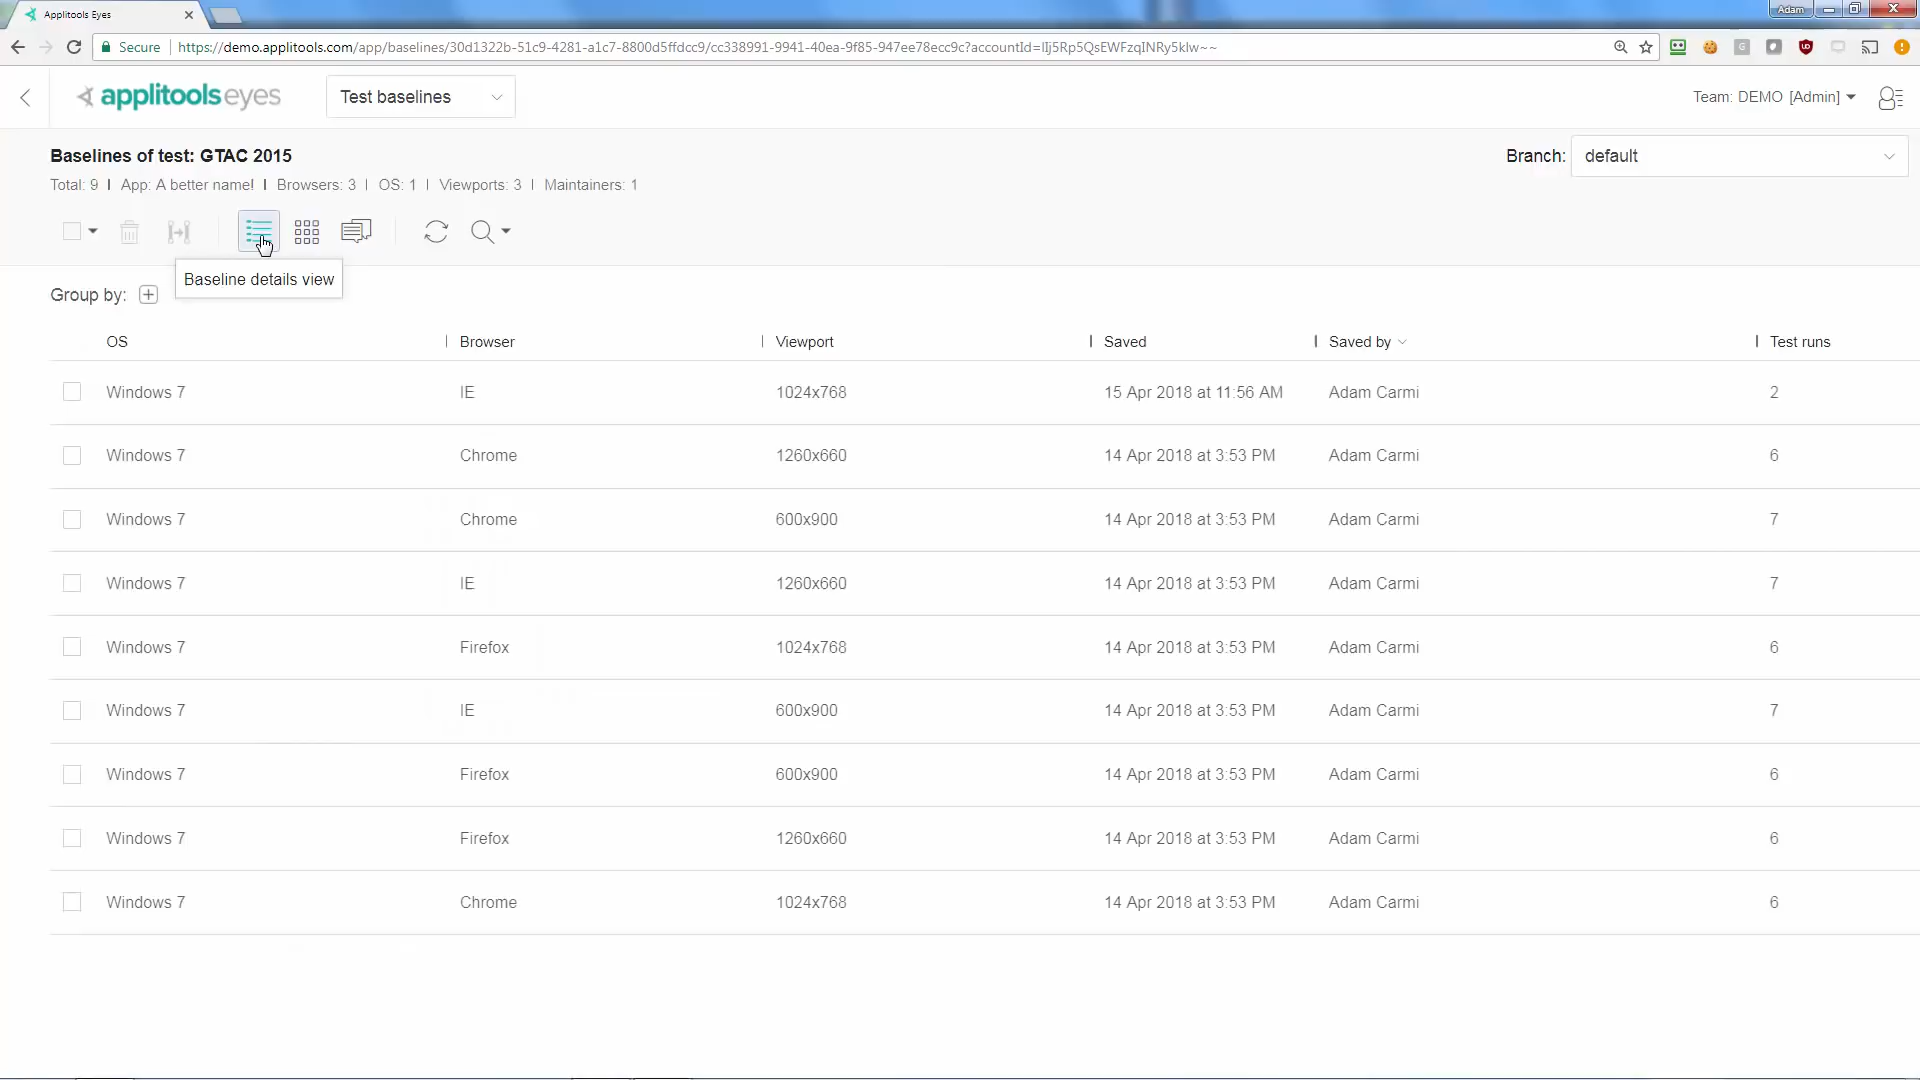 Applitools Eyes
Adam
Secure https://demo.applitools.com/app/baselines/30d1322b-51c9-4281-a1c7-8800d5ffdcc9/cc338991-9941-40ea-9f85-947ee78ecc9c?accountId=
applitools eyes
Test baselines
Team: DEMO [Admin]
Baselines of test: GTAC 2015
Branch: default
Total: 9 | App: A better name! | Browsers: 3 | OS: 1 | Viewports: 3 | Maintainers: 1
Baseline details view
Group by:
OS Browser Viewport Saved Saved by Test runs
Windows 7 IE 1024x768 15 Apr 2018 at 11:56 AM Adam Carmi 2
Windows 7 Chrome 1260x660 14 Apr 2018 at 3:53 PM Adam Carmi 6
Windows 7 Chrome 600x900 14 Apr 2018 at 3:53 PM Adam Carmi 7
Windows 7 IE 1260x660 14 Apr 2018 at 3:53 PM Adam Carmi 7
Windows 7 Firefox 1024x768 14 Apr 2018 at 3:53 PM Adam Carmi 6
Windows 7 IE 600x900 14 Apr 2018 at 3:53 PM Adam Carmi 7
Windows 7 Firefox 600x900 14 Apr 2018 at 3:53 PM Adam Carmi 6
Windows 7 Firefox 1260x660 14 Apr 2018 at 3:53 PM Adam Carmi 6
Windows 7 Chrome 1024x768 14 Apr 2018 at 3:53 PM Adam Carmi 6